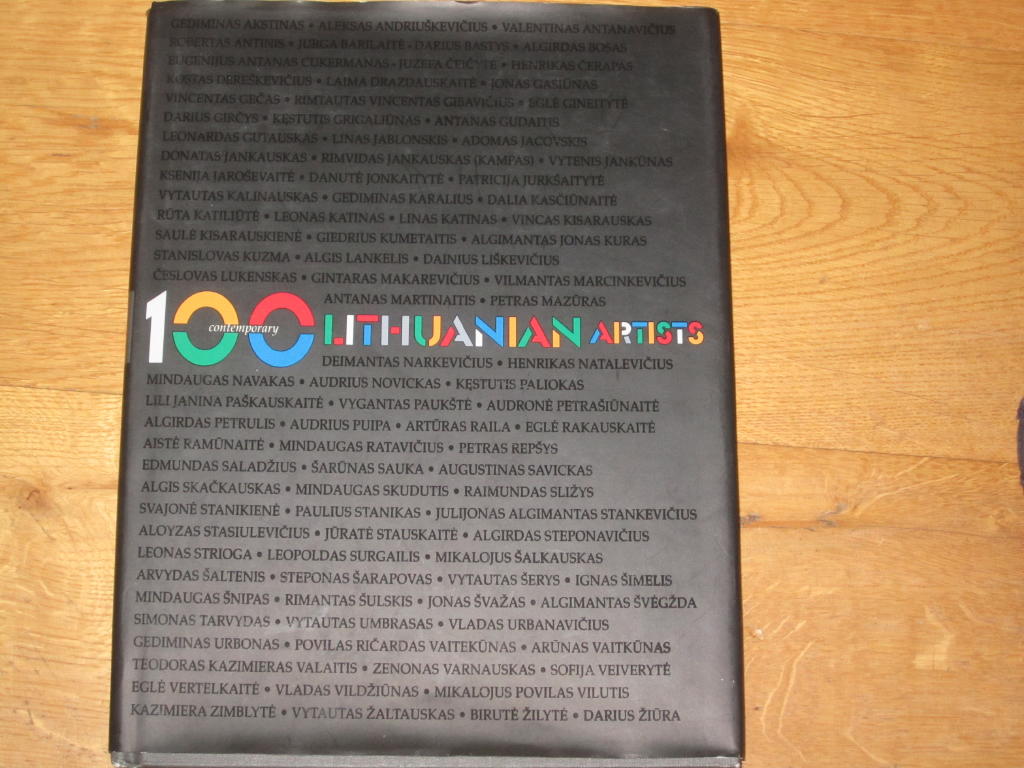 GEDIMINAS AKSTINAS • ALEKSAS ANDRIUŠKEVIČIUS • VALENTINAS ANTANAVIČIUS
ROBERTAS ANTINIS • JURGA BARILAITĖ • DARIUS BASTYS • ALGIRDAS BOSAS
EUGENIJUS ANTANAS CUKERMANAS • JUZEFA ČEIČYTĖ • HENRIKAS ČERAPAS
KOSTAS DEREŠKEVIČIUS • LAIMA DRAZDAUSKAITĖ • JONAS GASIŪNAS
VINCENTAS GEČAS • RIMTAUTAS VINCENTAS GIBAVIČIUS • EGLĖ GINEITYTĖ
DARIUS GIRČYS • KĘSTUTIS GRIGALIŪNAS • ANTANAS GUDAITIS
LEONARDAS GUTAUSKAS • LINAS JABLONSKIS • ADOMAS JACOVSKIS
DONATAS JANKAUSKAS • RIMVIDAS JANKAUSKAS (KAMPAS) • VYTENIS JANKŪNAS
KSENIJA JAROŠEVAITĖ • DANUTĖ JONKAITYTĖ • PATRICIJA JURKŠAITYTĖ
VYTAUTAS KALINAUSKAS • GEDIMINAS KARALIUS • DALIA KASČIŪNAITĖ
RŪTA KATILIŪTĖ • LEONAS KATINAS • LINAS KATINAS • VINCAS KISARAUSKAS
SAULĖ KISARAUSKIENĖ • GIEDRIUS KUMETAITIS • ALGIMANTAS JONAS KURAS
STANISLOVAS KUZMA • ALGIS LANKELIS • DAINIUS LIŠKEVIČIUS
ČESLOVAS LUKENSKAS • GINTARAS MAKAREVIČIUS • VILMANTAS MARCINKEVIČIUS
ANTANAS MARTINAITIS • PETRAS MAZŪRAS
100 contemporary LITHUANIAN ARTISTS
DEIMANTAS NARKEVIČIUS • HENRIKAS NATALEVIČIUS
MINDAUGAS NAVAKAS • AUDRIUS NOVICKAS • KĘSTUTIS PALIOKAS
LILI JANINA PAŠKAUSKAITĖ • VYGANTAS PAUKŠTĖ • AUDRONĖ PETRAŠIŪNAITĖ
ALGIRDAS PETRULIS • AUDRIUS PUIPA • ARTŪRAS RAILA • EGLĖ RAKAUSKAITĖ
AISTĖ RAMŪNAITĖ • MINDAUGAS RATAVIČIUS • PETRAS REPŠYS
EDMUNDAS SALADŽIUS • ŠARŪNAS SAUKA • AUGUSTINAS SAVICKAS
ALGIS SKAČKAUSKAS • MINDAUGAS SKUDUTIS • RAIMUNDAS SLIŽYS
SVAJONĖ STANIKIENĖ • PAULIUS STANIKAS • JULIJONAS ALGIMANTAS STANKEVIČIUS
ALOYZAS STASIULEVIČIUS • JŪRATĖ STAUSKAITĖ • ALGIRDAS STEPONAVIČIUS
LEONAS STRIOGA • LEOPOLDAS SURGAILIS • MIKALOJUS ŠALKAUSKAS
ARVYDAS ŠALTENIS • STEPONAS ŠARAPOVAS • VYTAUTAS ŠERYS • IGNAS ŠIMELIS
MINDAUGAS ŠNIPAS • RIMANTAS ŠULSKIS • JONAS ŠVAŽAS • ALGIMANTAS ŠVĖGŽDA
SIMONAS TARVYDAS • VYTAUTAS UMBRASAS • VLADAS URBANAVIČIUS
GEDIMINAS URBONAS • POVILAS RIČARDAS VAITEKŪNAS • ARŪNAS VAITKŪNAS
TEODORAS KAZIMIERAS VALAITIS • ZENONAS VARNAUSKAS • SOFIJA VEIVERYTĖ
EGLĖ VERTELKAITĖ • VLADAS VILDŽIŪNAS • MIKALOJUS POVILAS VILUTIS
KAZIMIERA ZIMBLYTĖ • VYTAUTAS ŽALTAUSKAS • BIRUTĖ ŽILYTĖ • DARIUS ŽIŪRA